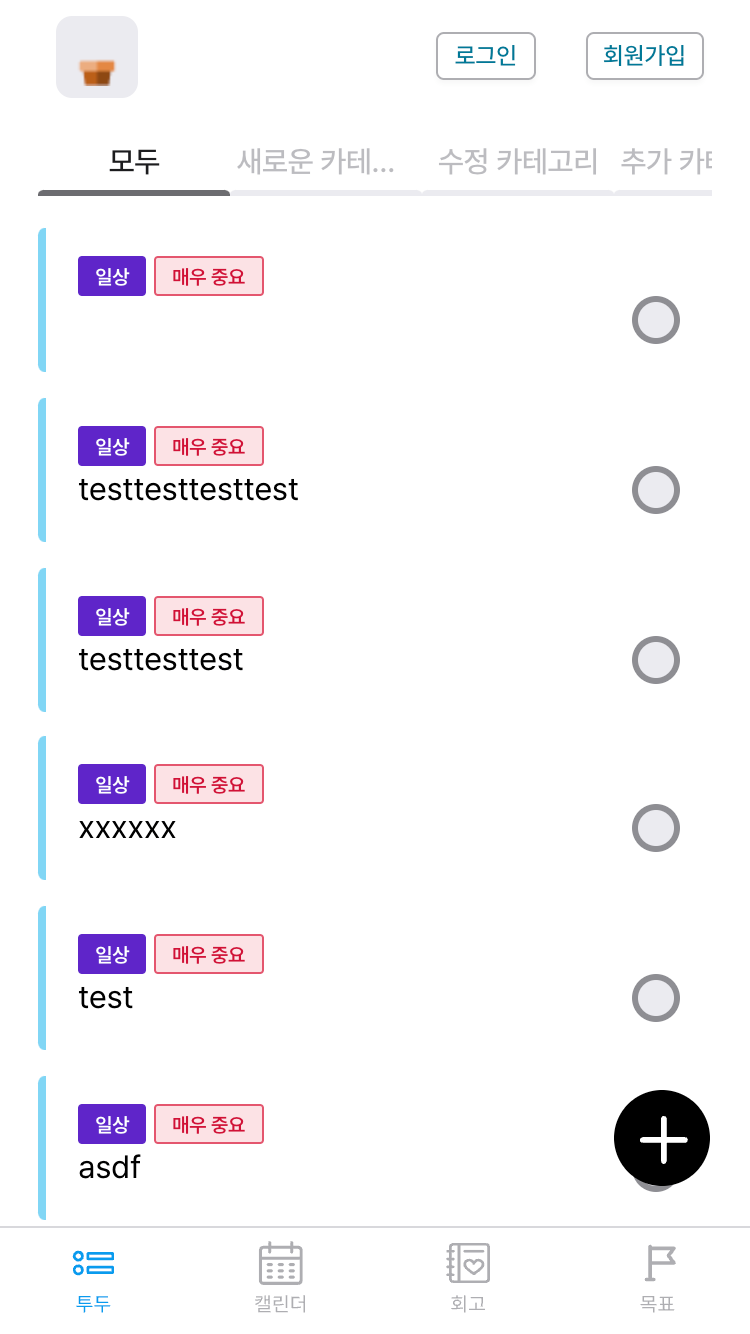 로그인 회원가입
모두 새로운 카테... 수정 카테고리 추가
일상 매우 중요
일상 매우 중요
testtesttesttest
일상 매우 중요
testtesttest
일상 매우 중요
xxxxxx
일상 매우 중요
test
일상 매우 중요
asdf
투두 캘린더 회고 목표